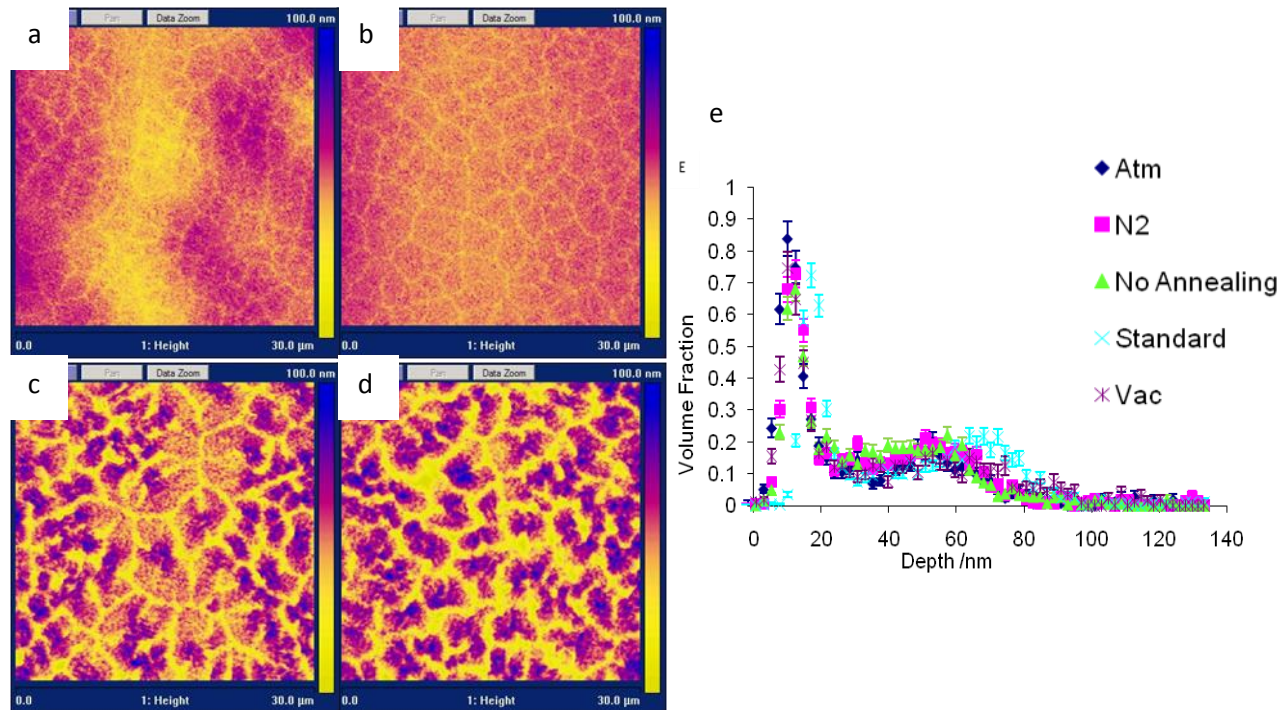 a
Pan
Data Zoom
100.0 nm
0.0
1: Height
30.0 µm
b
Pan
Data Zoom
100.0 nm
0.0
1: Height
30.0 µm
c
Pan
Data Zoom
100.0 nm
0.0
1: Height
30.0 µm
d
Pan
Data Zoom
100.0 nm
0.0
1: Height
30.0 µm
e
E
Volume Fraction
1
0.9
0.8
0.7
0.6
0.5
0.4
0.3
0.2
0.1
0
0 20 40 60 80 100 120 140
Depth /nm
Atm
N2
No Annealing
Standard
Vac